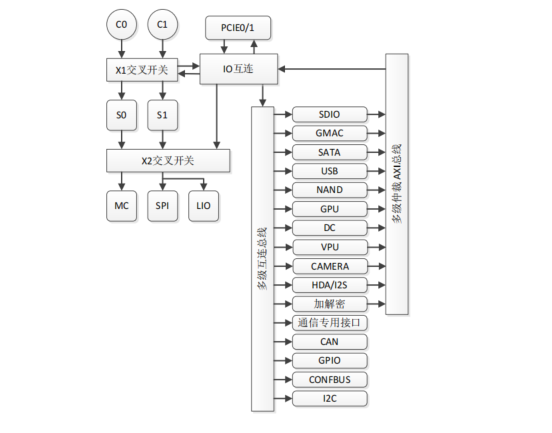 C0
C1
PCIE0/1
X1交叉开关
IO互连
S0
S1
X2交叉开关
MC
SPI
LIO
多级互连总线
SDIO
GMAC
SATA
USB
NAND
GPU
DC
VPU
CAMERA
HDA/I2S
加解密
通信专用接口
CAN
GPIO
CONFBUS
I2C
多级仲裁AXI总线